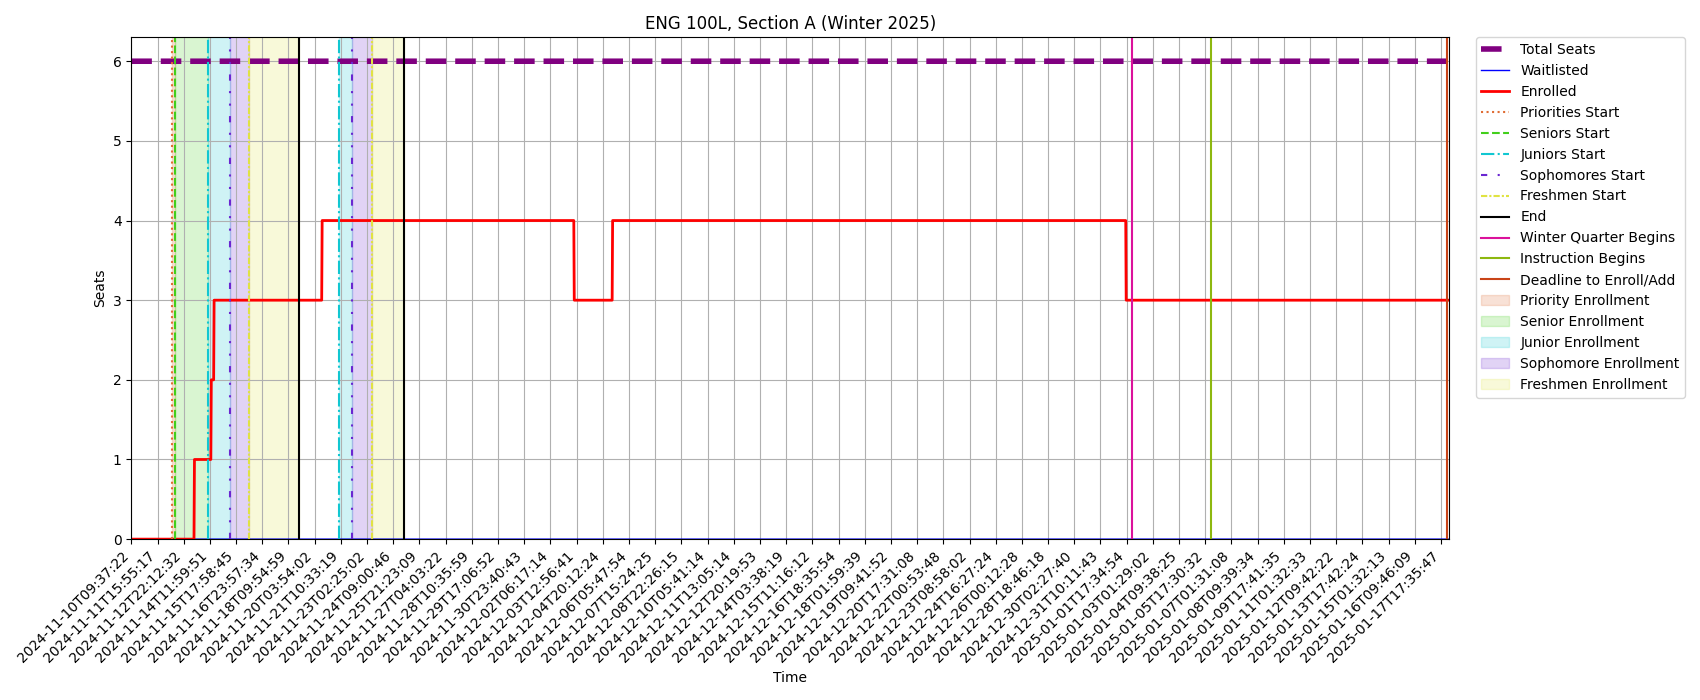 ENG 100L, Section A (Winter 2025)
Seats
6
5
4
3
2
1
0
2024-11-10T09:37:22
2024-11-11T15:55:17
2024-11-12T22:12:32
2024-11-14T11:59:51
2024-11-15T17:58:45
2024-11-16T23:57:34
2024-11-18T09:54:59
2024-11-20T03:54:02
2024-11-21T10:33:19
2024-11-23T02:25:02
2024-11-24T09:00:46
2024-11-25T21:23:09
2024-11-27T04:03:22
2024-11-28T10:35:59
2024-11-29T17:06:52
2024-11-30T23:40:43
2024-12-02T06:17:14
2024-12-03T12:56:41
2024-12-04T20:12:24
2024-12-06T05:47:54
2024-12-07T15:24:25
2024-12-08T22:26:15
2024-12-10T05:41:14
2024-12-11T13:05:14
2024-12-12T20:19:53
2024-12-14T03:38:19
2024-12-15T11:16:12
2024-12-16T18:35:54
2024-12-18T01:59:39
2024-12-19T09:41:52
2024-12-20T17:31:08
2024-12-22T00:53:48
2024-12-23T08:58:02
2024-12-24T16:27:24
2024-12-26T00:12:28
2024-12-28T18:46:18
2024-12-30T02:27:40
2024-12-31T10:11:43
2025-01-01T17:34:54
2025-01-03T01:29:02
2025-01-04T09:38:25
2025-01-05T17:30:32
2025-01-07T01:31:08
2025-01-08T09:39:34
2025-01-09T17:41:35
2025-01-11T01:32:33
2025-01-12T09:42:22
2025-01-13T17:42:24
2025-01-15T01:32:13
2025-01-16T09:46:09
2025-01-17T17:35:47
Time
Total Seats
Waitlisted
Enrolled
Priorities Start
Seniors Start
Juniors Start
Sophomores Start
Freshmen Start
End
Winter Quarter Begins
Instruction Begins
Deadline to Enroll/Add
Priority Enrollment
Senior Enrollment
Junior Enrollment
Sophomore Enrollment
Freshmen Enrollment